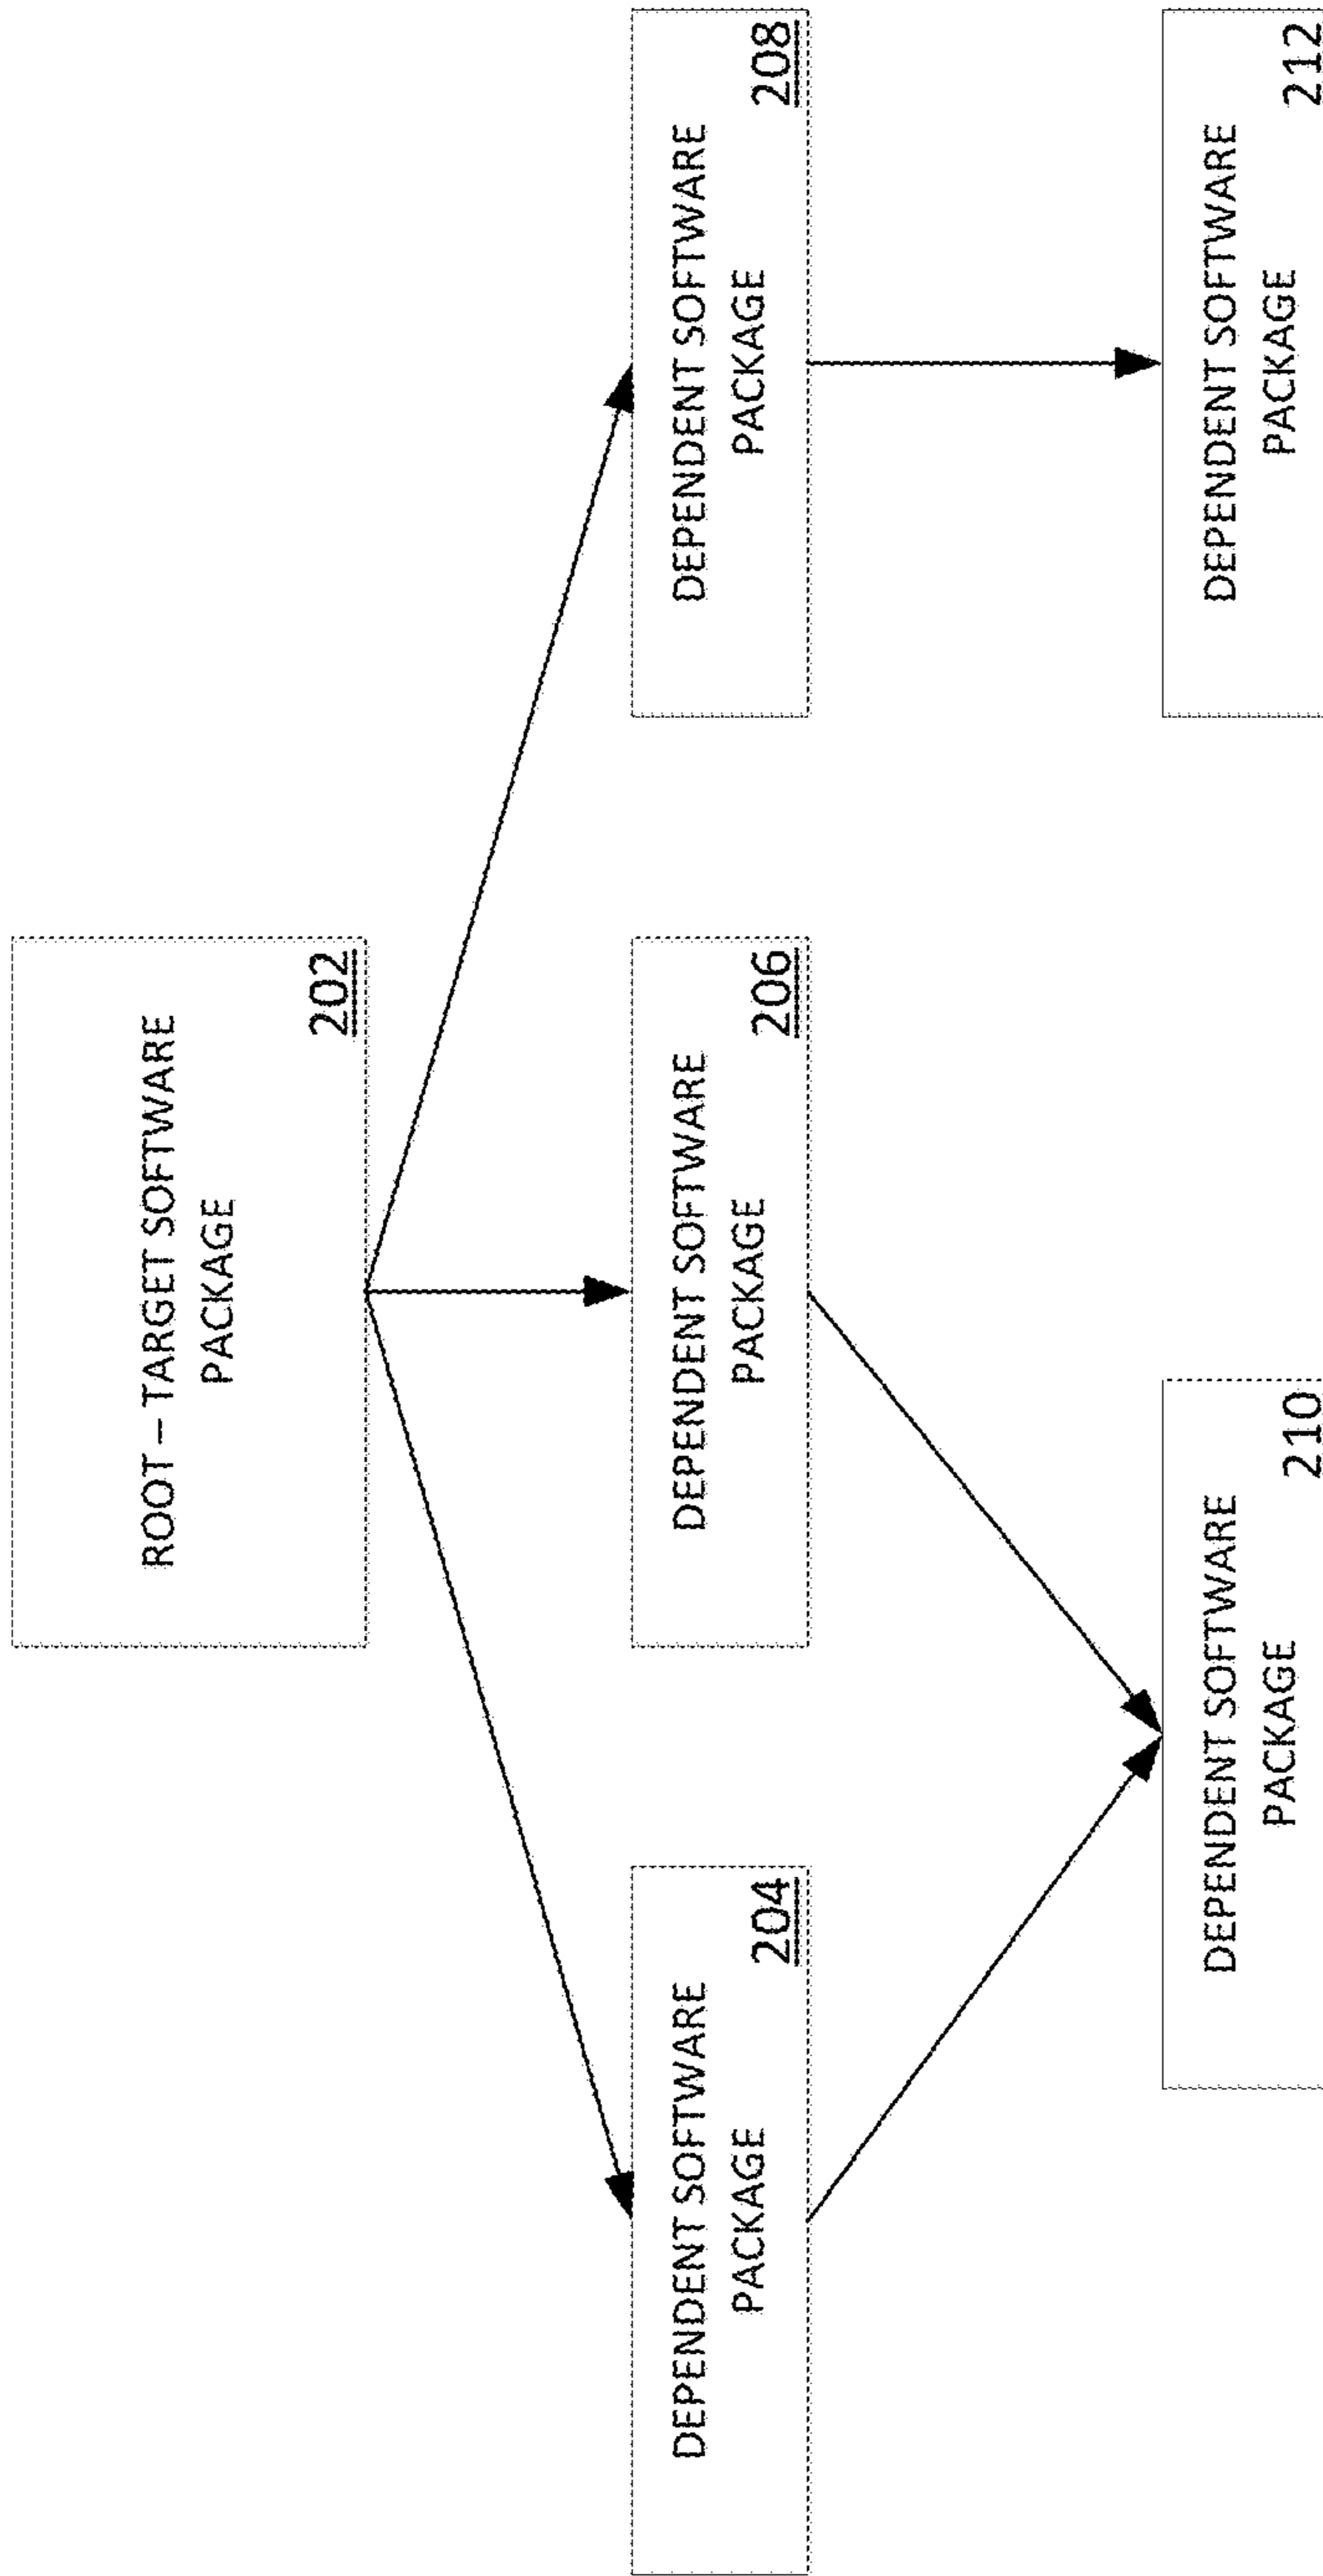 ROOT – TARGET SOFTWARE
PACKAGE
202
DEPENDENT SOFTWARE
PACKAGE
204
DEPENDENT SOFTWARE
PACKAGE
206
DEPENDENT SOFTWARE
PACKAGE
208
DEPENDENT SOFTWARE
PACKAGE
210
DEPENDENT SOFTWARE
PACKAGE
212